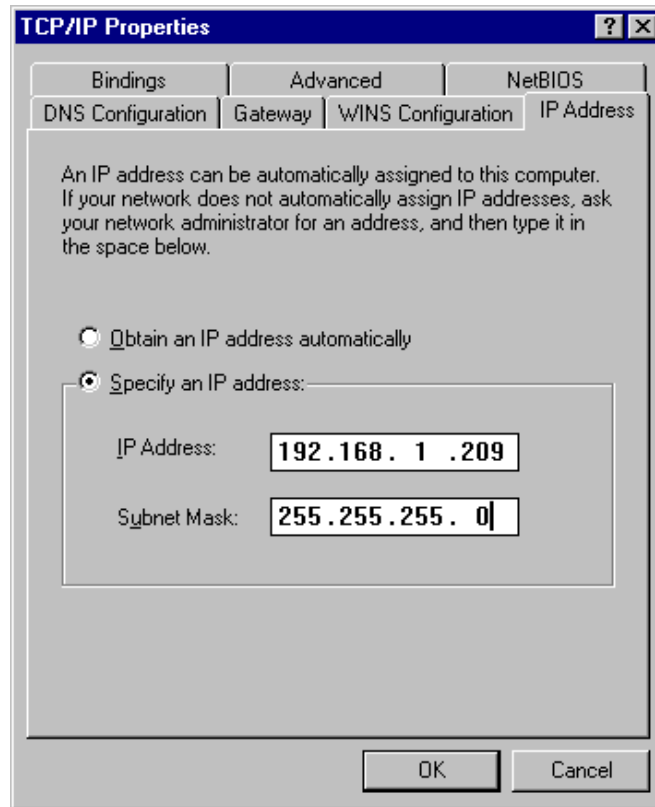 TCP/IP Properties
Bindings Advanced NetBIOS
DNS Configuration Gateway WINS Configuration IP Address
An IP address can be automatically assigned to this computer.
If your network does not automatically assign IP addresses, ask
your network administrator for an address, and then type it in
the space below.
Obtain an IP address automatically
Specify an IP address:
IP Address: 192.168. 1 .209
Subnet Mask: 255.255.255. 0
OK Cancel